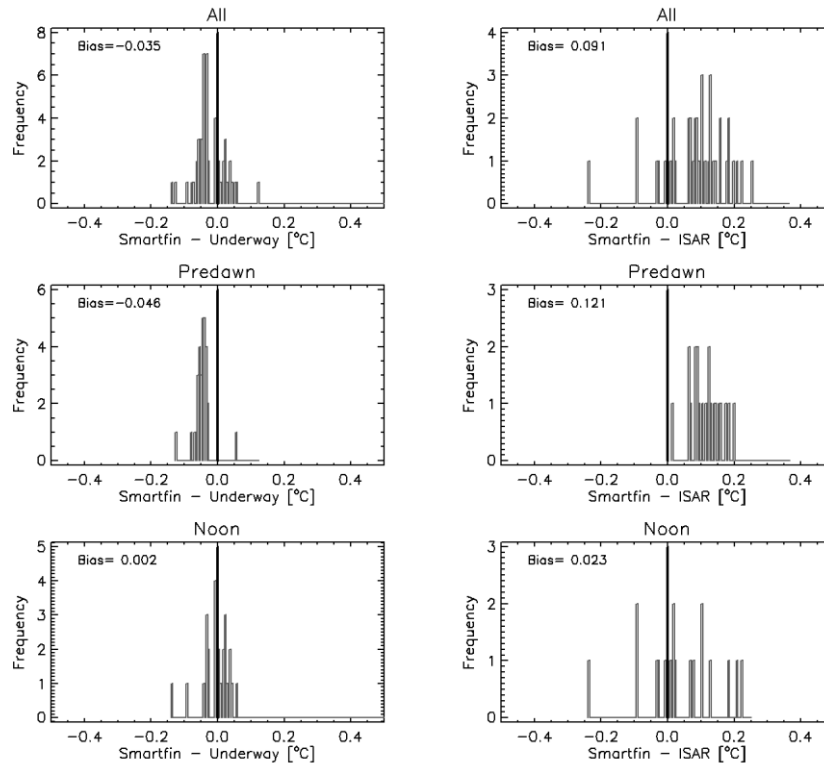 All
Bias=-0.035
Frequency
8
6
4
2
0
-0.4 -0.2 0.0 0.2 0.4
Smartfin - Underway [°C]
All
Bias= 0.091
Frequency
4
3
2
1
0
-0.4 -0.2 0.0 0.2 0.4
Smartfin - ISAR [°C]
Predawn
Bias=-0.046
Frequency
6
4
2
0
-0.4 -0.2 0.0 0.2 0.4
Smartfin - Underway [°C]
Predawn
Bias= 0.121
Frequency
3
2
1
0
-0.4 -0.2 0.0 0.2 0.4
Smartfin - ISAR [°C]
Noon
Bias= 0.002
Frequency
5
4
3
2
1
0
-0.4 -0.2 0.0 0.2 0.4
Smartfin - Underway [°C]
Noon
Bias= 0.023
Frequency
3
2
1
0
-0.4 -0.2 0.0 0.2 0.4
Smartfin - ISAR [°C]